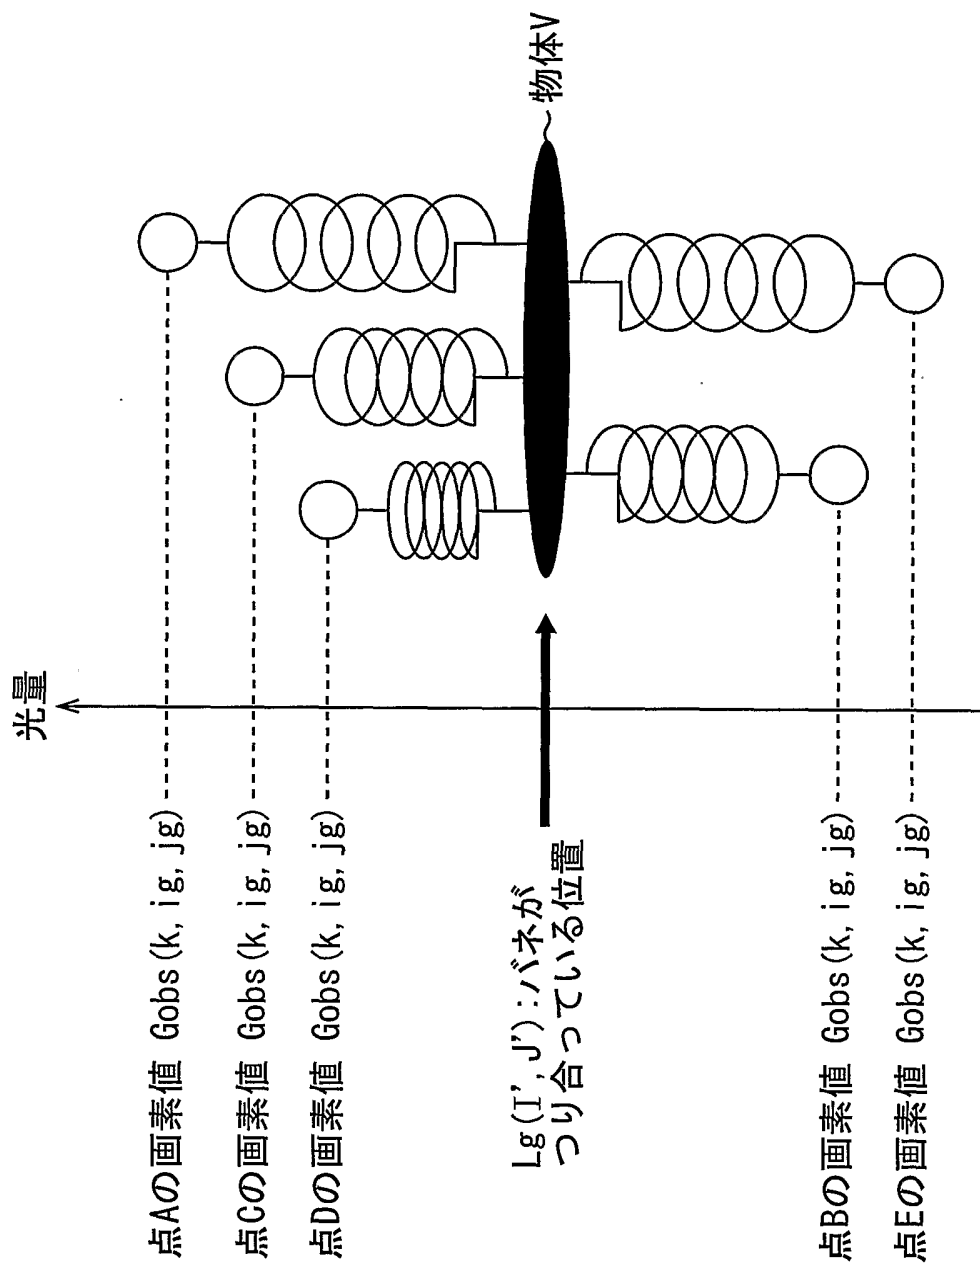 光量
点Aの画素値 Gobs(k, ig, jg)
点Cの画素値 Gobs(k, ig, jg)
点Dの画素値 Gobs(k, ig, jg)
Lg(I', J'):バネが
つり合っている位置
物体V
点Bの画素値 Gobs(k, ig, jg)
点Eの画素値 Gobs(k, ig, jg)